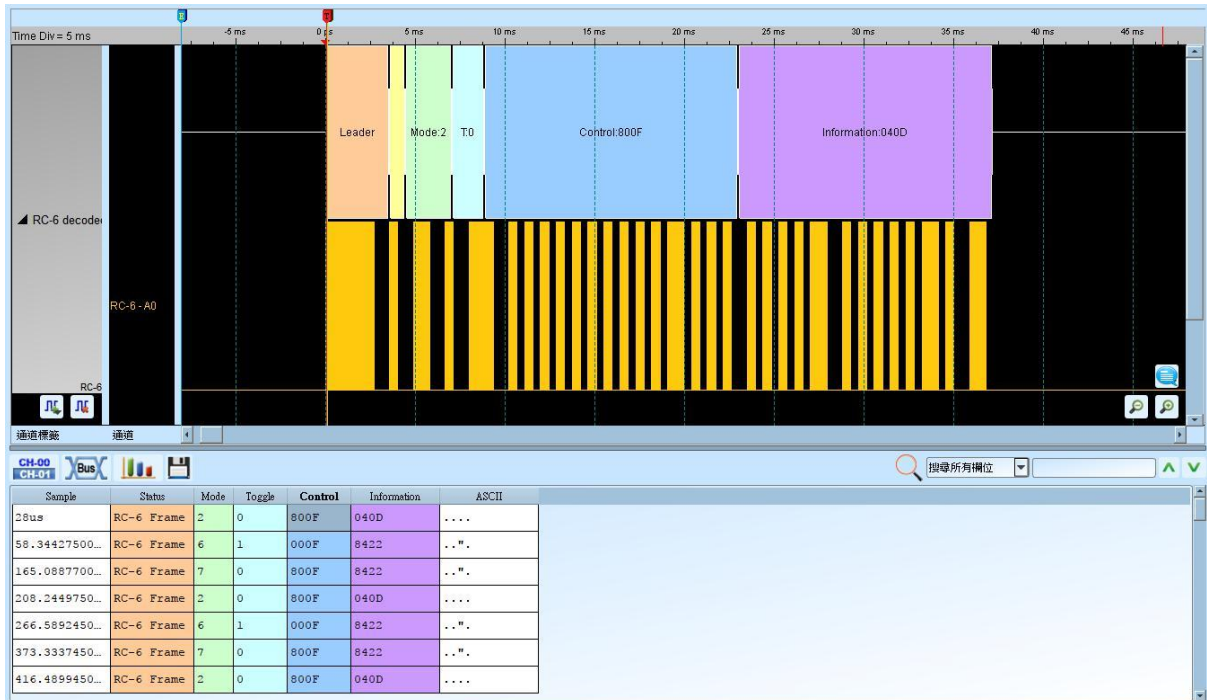 R T
Time Div = 5 ms -5 ms 0 ps 5 ms 10 ms 15 ms 20 ms 25 ms 30 ms 35 ms 40 ms 45 ms
Leader Mode:2 T:0 Control:800F Information:040D
RC-6 decoded
RC-6 - A0
RC-6
通道標籤 通道
CH-00
CH-01 Bus 搜尋所有欄位
Sample Status Mode Toggle Control Information ASCII
28us RC-6 Frame 2 0 800F 040D ....
58.34427500... RC-6 Frame 6 1 000F 8422 ..".
165.0887700... RC-6 Frame 7 0 800F 8422 ..".
208.2449750... RC-6 Frame 2 0 800F 040D ....
266.5892450... RC-6 Frame 6 1 000F 8422 ..".
373.3337450... RC-6 Frame 7 0 800F 8422 ..".
416.4899450... RC-6 Frame 2 0 800F 040D ....